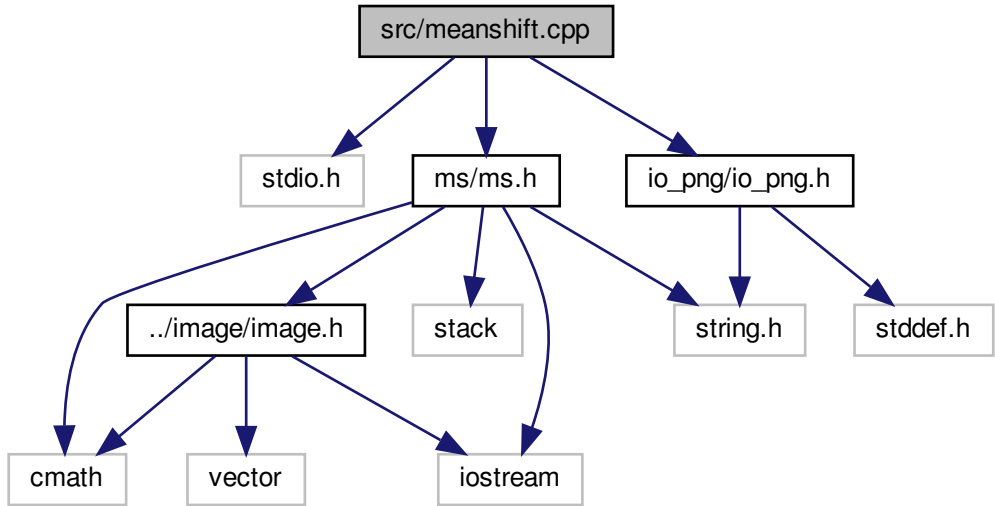 src/meanshift.cpp
stdio.h
ms/ms.h
io_png/io_png.h
../image/image.h
stack
string.h
stddef.h
cmath
vector
iostream